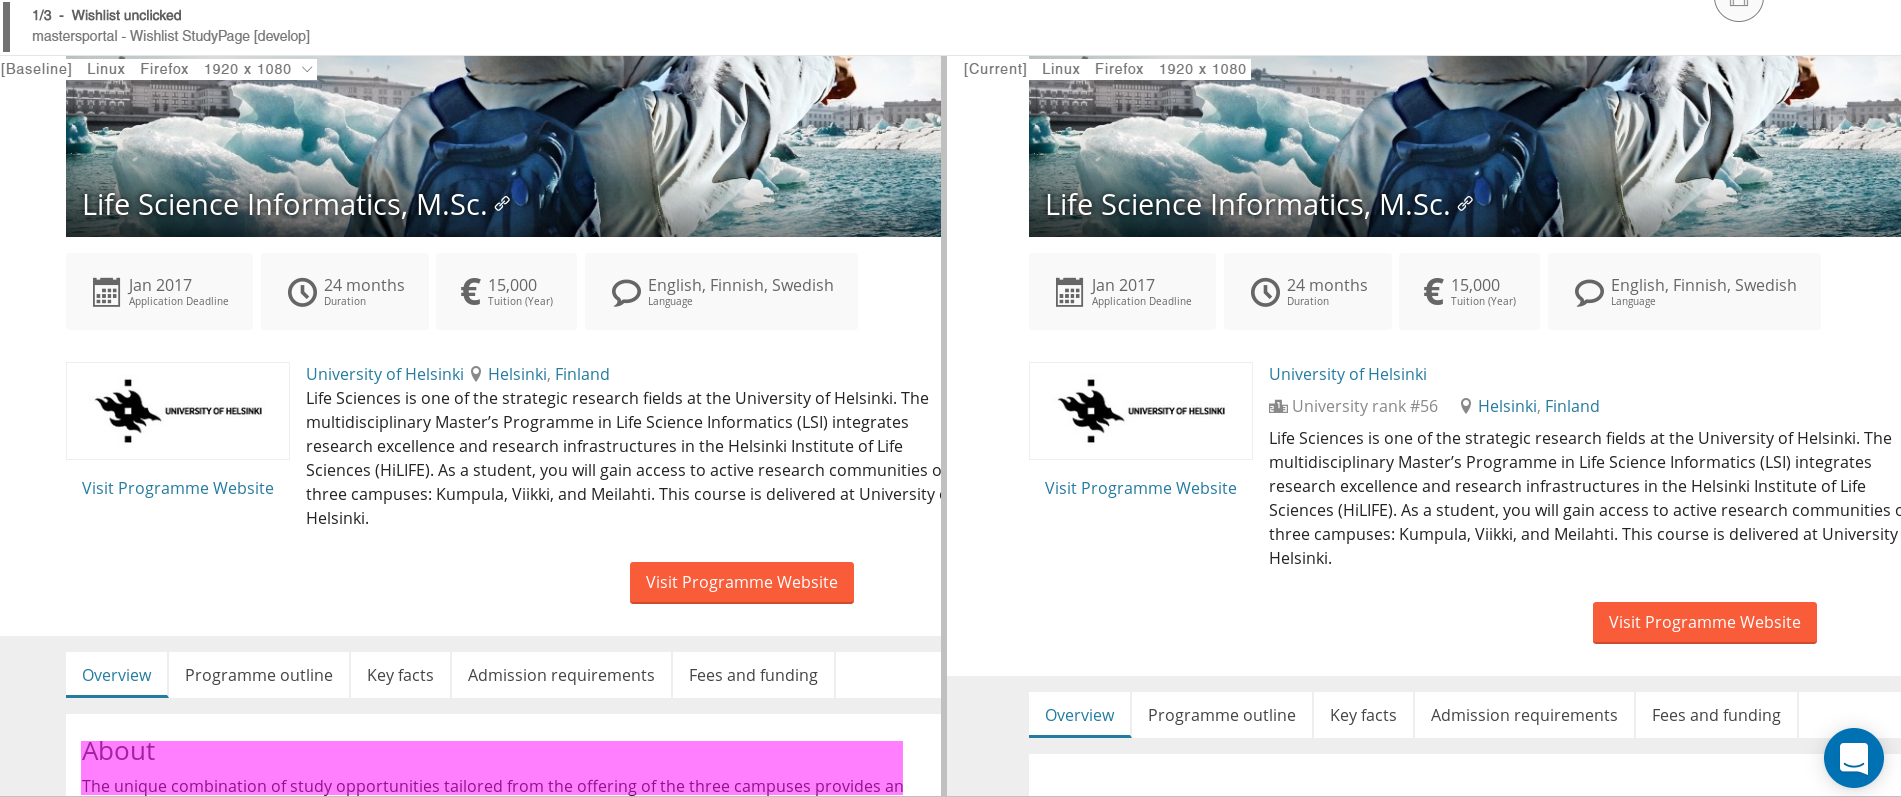 1/3 - Wishlist unclicked
mastersportal - Wishlist StudyPage [develop]
[Baseline] Linux Firefox 1920 x 1080
Life Science Informatics, M.Sc.
Jan 2017
Application Deadline
24 months
Duration
€ 15,000
Tuition (Year)
English, Finnish, Swedish
Language
UNIVERSITY OF HELSINKI
Visit Programme Website
University of Helsinki Helsinki, Finland
Life Sciences is one of the strategic research fields at the University of Helsinki. The
multidisciplinary Master’s Programme in Life Science Informatics (LSI) integrates
research excellence and research infrastructures in the Helsinki Institute of Life
Sciences (HiLIFE). As a student, you will gain access to active research communities o
three campuses: Kumpula, Viikki, and Meilahti. This course is delivered at University
Helsinki.
Visit Programme Website
Overview Programme outline Key facts Admission requirements Fees and funding
About
The unique combination of study opportunities tailored from the offering of the three campuses provides an
[Current] Linux Firefox 1920 x 1080
Life Science Informatics, M.Sc.
Jan 2017
Application Deadline
24 months
Duration
€ 15,000
Tuition (Year)
English, Finnish, Swedish
Language
UNIVERSITY OF HELSINKI
Visit Programme Website
University of Helsinki
University rank #56 Helsinki, Finland
Life Sciences is one of the strategic research fields at the University of Helsinki. The
multidisciplinary Master’s Programme in Life Science Informatics (LSI) integrates
research excellence and research infrastructures in the Helsinki Institute of Life
Sciences (HiLIFE). As a student, you will gain access to active research communities
three campuses: Kumpula, Viikki, and Meilahti. This course is delivered at University
Helsinki.
Visit Programme Website
Overview Programme outline Key facts Admission requirements Fees and funding